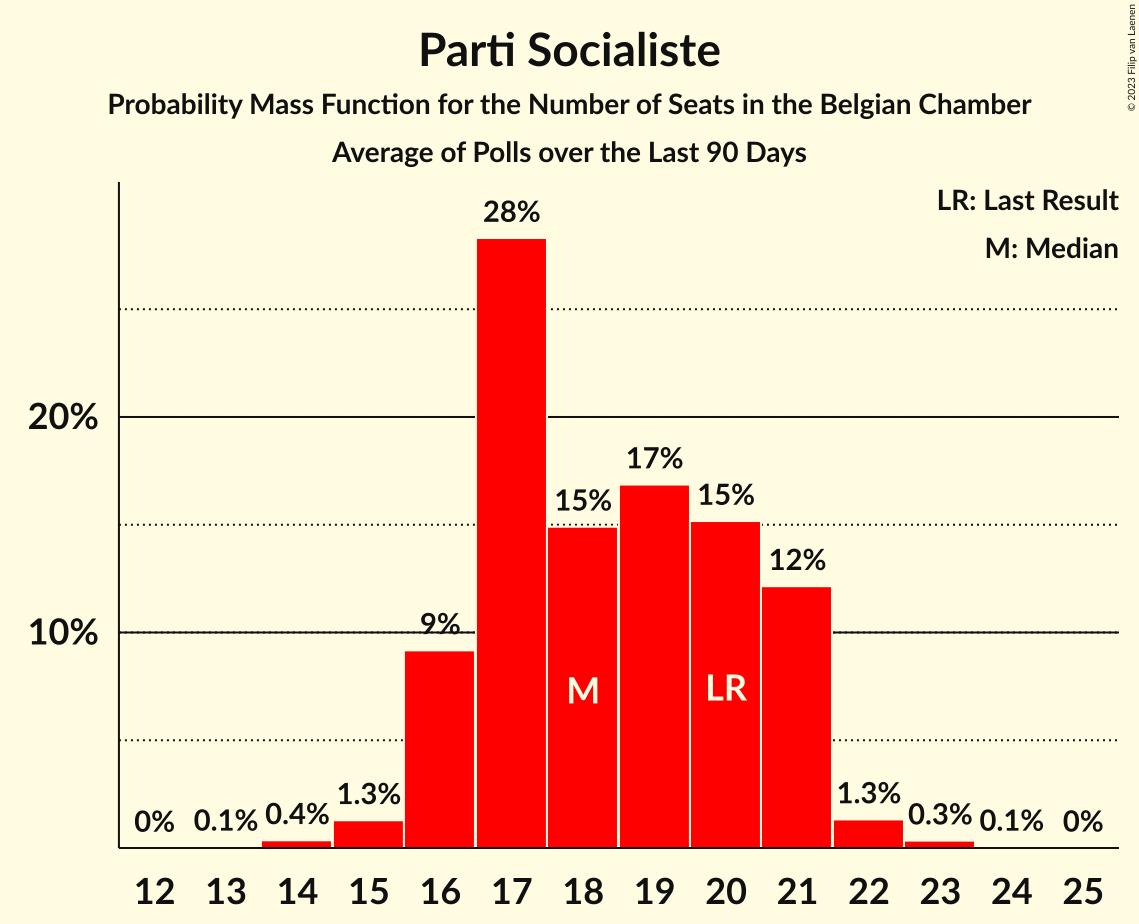 Parti Socialiste
Probability Mass Function for the Number of Seats in the Belgian Chamber
Average of Polls over the Last 90 Days
© 2023 Filip van Laenen
LR: Last Result
M: Median
28%
20%
17%
15%
15%
12%
10%
9%
M
LR
0%
0.1%
0.4%
1.3%
1.3%
0.3%
0.1%
0%
12 13 14 15 16 17 18 19 20 21 22 23 24 25